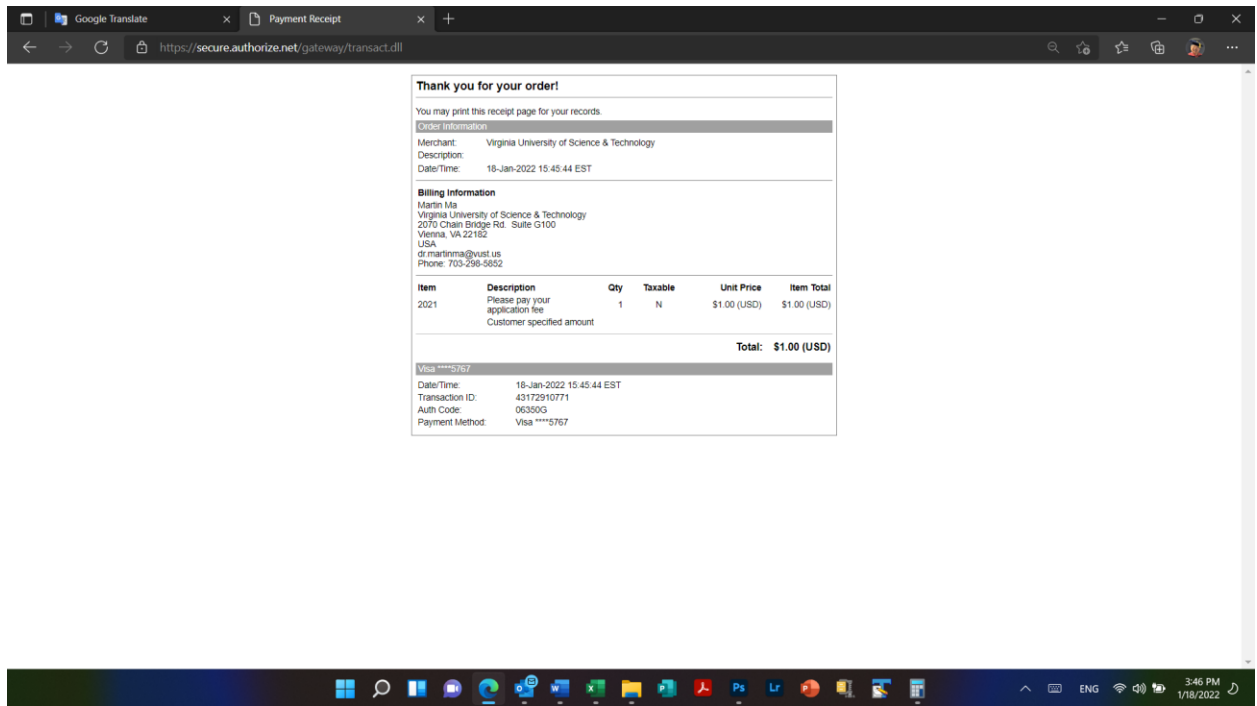 Google Translate
Payment Receipt
https://secure.authorize.net/gateway/transact.dll
Thank you for your order!
You may print this receipt page for your records.
Order Information
Merchant: Virginia University of Science & Technology
Description:
Date/Time: 18-Jan-2022 15:45:44 EST
Billing Information
Martin Ma
Virginia University of Science & Technology
2070 Chain Bridge Rd. Suite G100
Vienna, VA 22182
USA
dr.martinma@vust.us
Phone: 703-298-5852
Item Description Qty Taxable Unit Price Item Total
2021 Please pay your application fee 1 N $1.00 (USD) $1.00 (USD)
Customer specified amount
Total: $1.00 (USD)
Visa ****5767
Date/Time: 18-Jan-2022 15:45:44 EST
Transaction ID: 43172910771
Auth Code: 06350G
Payment Method: Visa ****5767
ENG
3:46 PM
1/18/2022